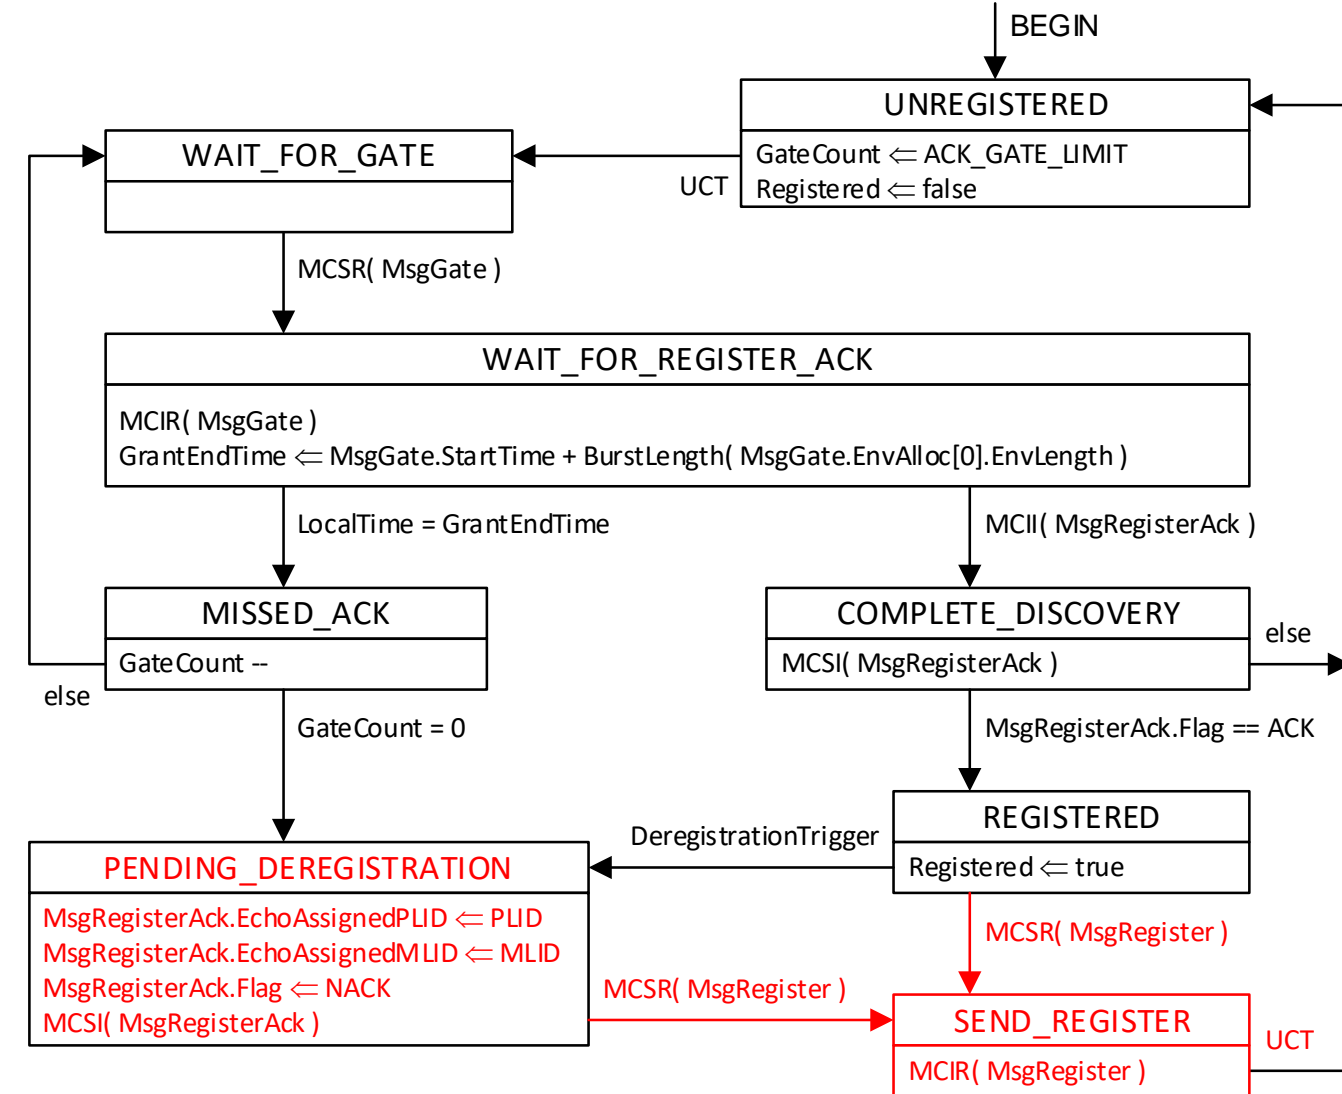 BEGIN
UNREGISTERED
GateCount ⇐ ACK_GATE_LIMIT
Registered ⇐ false
WAIT_FOR_GATE
UCT
MCSR( MsgGate )
WAIT_FOR_REGISTER_ACK
MCIR( MsgGate )
GrantEndTime ⇐ MsgGate.StartTime + BurstLength( MsgGate.EnvAlloc[0].EnvLength )
LocalTime = GrantEndTime
MCII( MsgRegisterAck )
MISSED_ACK
GateCount --
else
COMPLETE_DISCOVERY
MCSI( MsgRegisterAck )
else
GateCount = 0
MsgRegisterAck.Flag == ACK
REGISTERED
Registered ⇐ true
DeregistrationTrigger
PENDING_DEREGISTRATION
MsgRegisterAck.EchoAssignedPLID ⇐ PLID
MsgRegisterAck.EchoAssignedMLID ⇐ MLID
MsgRegisterAck.Flag ⇐ NACK
MCSI( MsgRegisterAck )
MCSR( MsgRegister )
MCSR( MsgRegister )
SEND_REGISTER
MCIR( MsgRegister )
UCT